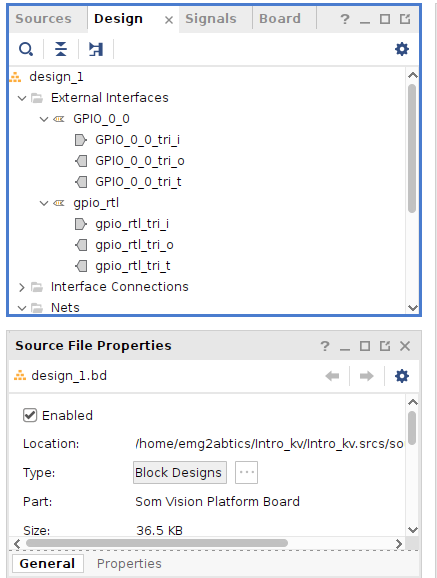 Sources Design Signals Board
design_1
External Interfaces
GPIO_0_0
GPIO_0_0_tri_i
GPIO_0_0_tri_o
GPIO_0_0_tri_t
gpio_rtl
gpio_rtl_tri_i
gpio_rtl_tri_o
gpio_rtl_tri_t
Interface Connections
Nets
Source File Properties
design_1.bd
Enabled
Location: /home/emg2abtics/Intro_kv/Intro_kv.srcs/so
Type: Block Designs ...
Part: Som Vision Platform Board
Size: 36.5 KB
General Properties